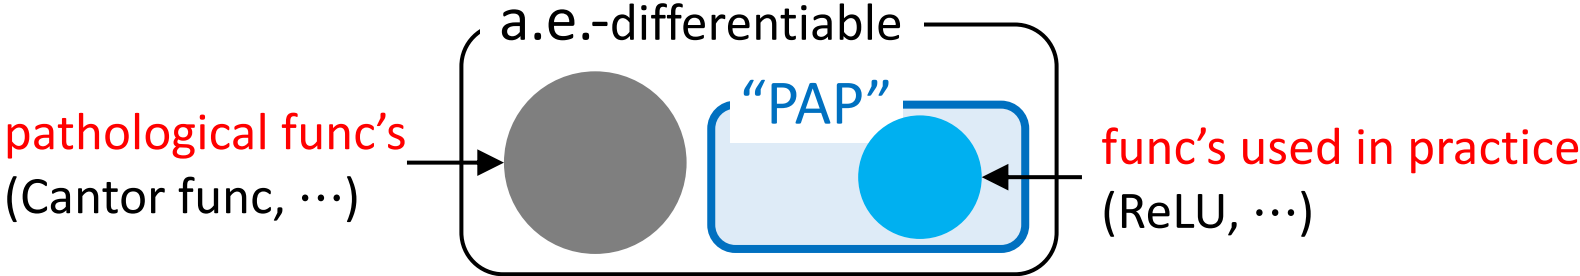 a.e.-differentiable
“PAP”
pathological func’s
(Cantor func, ⋯)
func’s used in practice
(ReLU, ⋯)